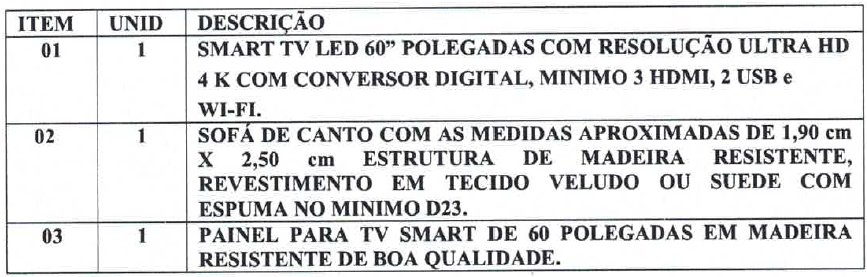 ITEM UNID DESCRIÇÃO
01 1 SMART TV LED 60” POLEGADAS COM RESOLUÇÃO ULTRA HD
4 K COM CONVERSOR DIGITAL, MINIMO 3 HDMI, 2 USB e
WI-FI.
02 1 SOFÁ DE CANTO COM AS MEDIDAS APROXIMADAS DE 1,90 cm
X 2,50 cm ESTRUTURA DE MADEIRA RESISTENTE,
REVESTIMENTO EM TECIDO VELUDO OU SUEDE COM
ESPUMA NO MINIMO D23.
03 1 PAINEL PARA TV SMART DE 60 POLEGADAS EM MADEIRA
RESISTENTE DE BOA QUALIDADE.